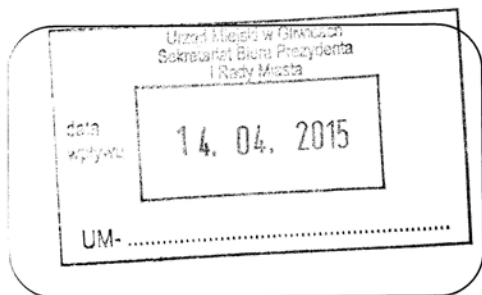 Urząd Miejski w Gliwicach
Sekretariat Biura Prezydenta
i Rady Miasta
data
wpływu
14. 04. 2015
UM- ........................................................